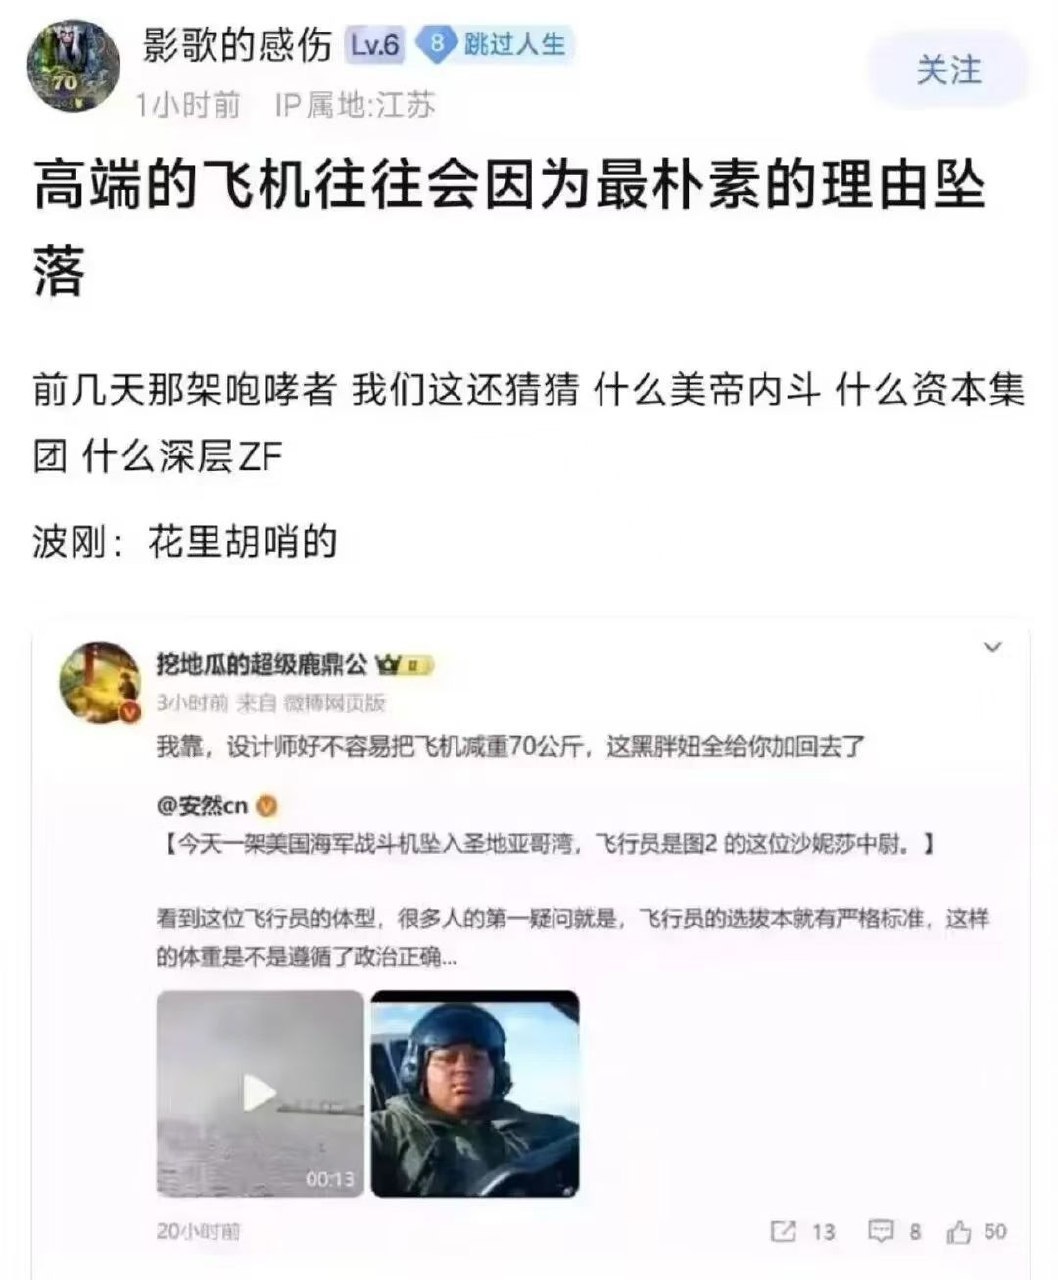 影歌的感伤 Lv.6 8 跳过人生
关注
1小时前 IP属地:江苏
高端的飞机往往会因为最朴素的理由坠
落
前几天那架咆哮者 我们这还猜猜 什么美帝内斗 什么资本集
团 什么深层ZF
波刚：花里胡哨的
挖地瓜的超级鹿鼎公 II
3小时前 来自 微博网页版
我靠，设计师好不容易把飞机减重70公斤，这黑胖妞全给你加回去了
@安然cn
【今天一架美国海军战斗机坠入圣地亚哥湾，飞行员是图2 的这位沙妮莎中尉。】
看到这位飞行员的体型，很多人的第一疑问就是，飞行员的选拔本就有严格标准，这样
的体重是不是遵循了政治正确...
00:13
20小时前 13 8 50